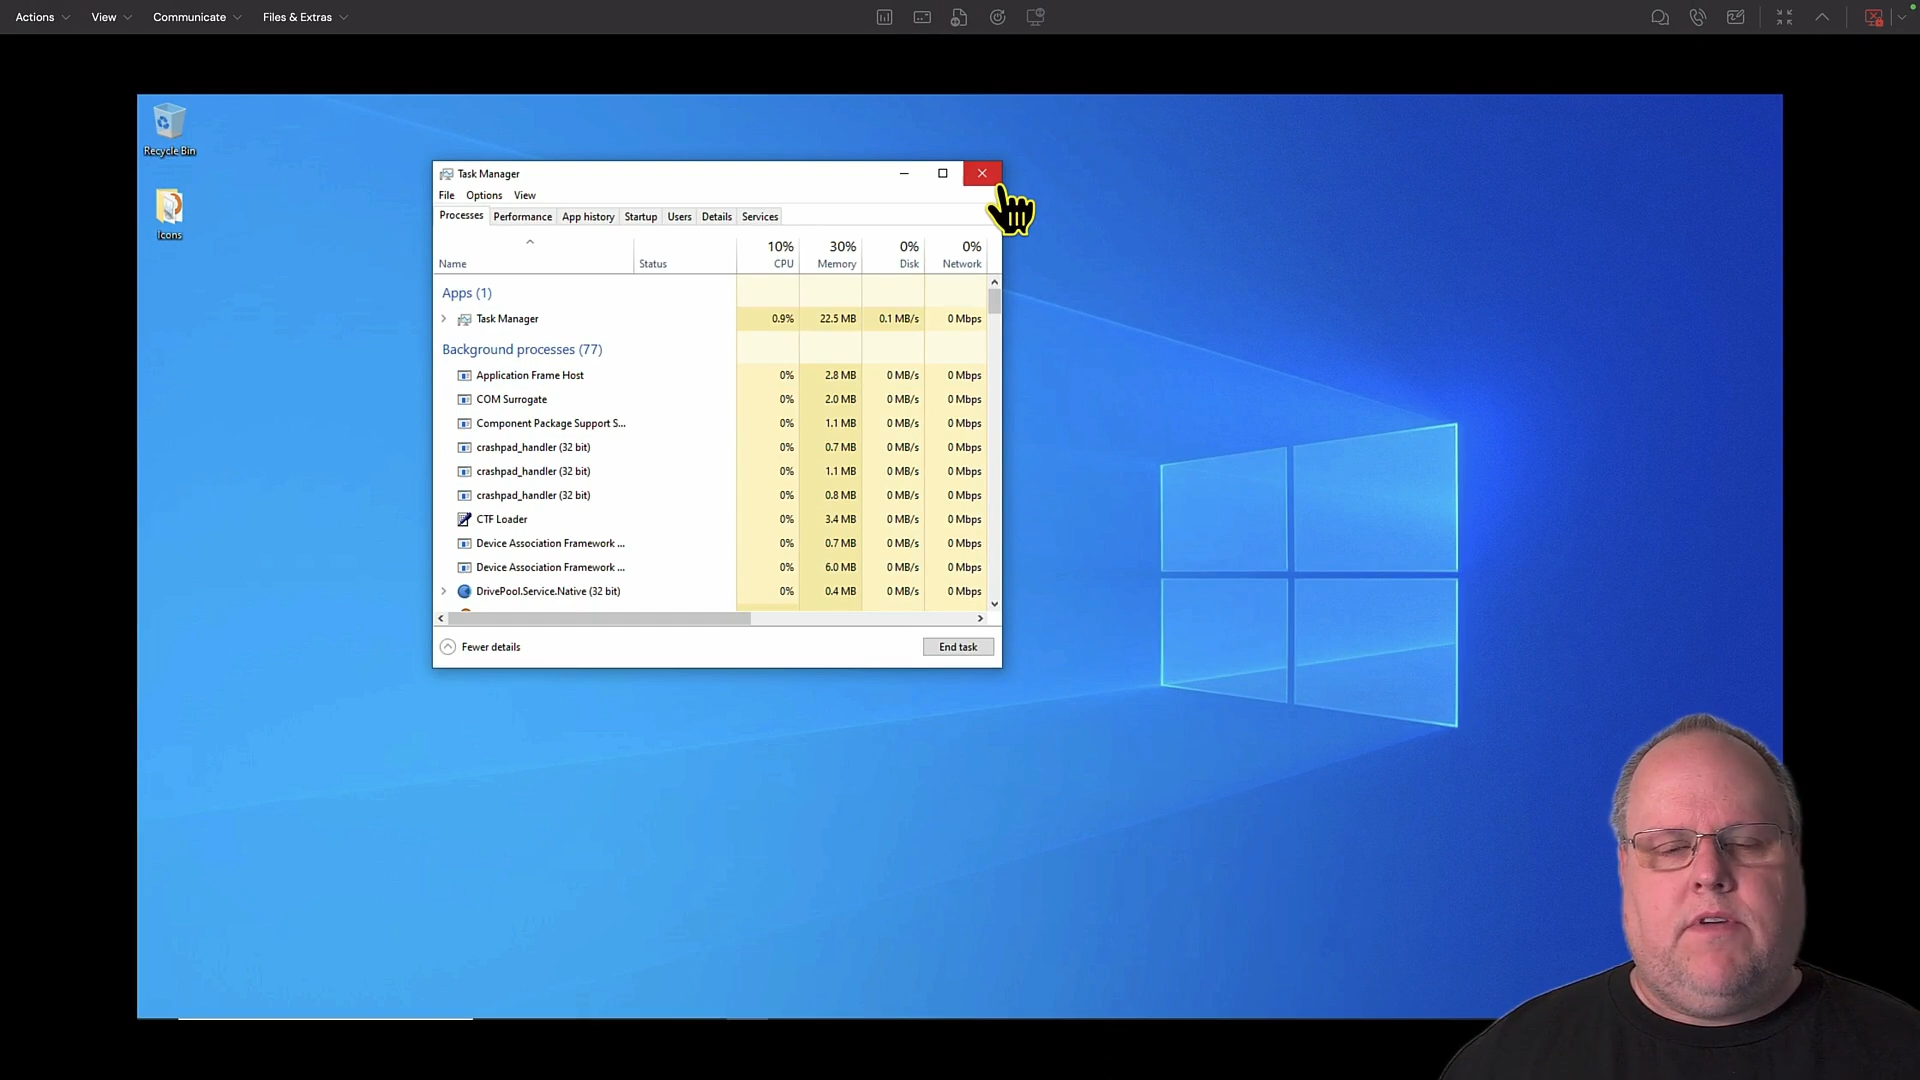 Actions View Communicate Files & Extras
Recycle Bin
Icons
Task Manager
File Options View
Processes Performance App history Startup Users Details Services
10% 30% 0% 0%
Name Status CPU Memory Disk Network
Apps (1)
Task Manager 0.9% 22.5 MB 0.1 MB/s 0 Mbps
Background processes (77)
Application Frame Host 0% 2.8 MB 0 MB/s 0 Mbps
COM Surrogate 0% 2.0 MB 0 MB/s 0 Mbps
Component Package Support S... 0% 1.1 MB 0 MB/s 0 Mbps
crashpad_handler (32 bit) 0% 0.7 MB 0 MB/s 0 Mbps
crashpad_handler (32 bit) 0% 1.1 MB 0 MB/s 0 Mbps
crashpad_handler (32 bit) 0% 0.8 MB 0 MB/s 0 Mbps
CTF Loader 0% 3.4 MB 0 MB/s 0 Mbps
Device Association Framework ... 0% 0.7 MB 0 MB/s 0 Mbps
Device Association Framework ... 0% 6.0 MB 0 MB/s 0 Mbps
DrivePool.Service.Native (32 bit) 0% 0.4 MB 0 MB/s 0 Mbps
Fewer details End task